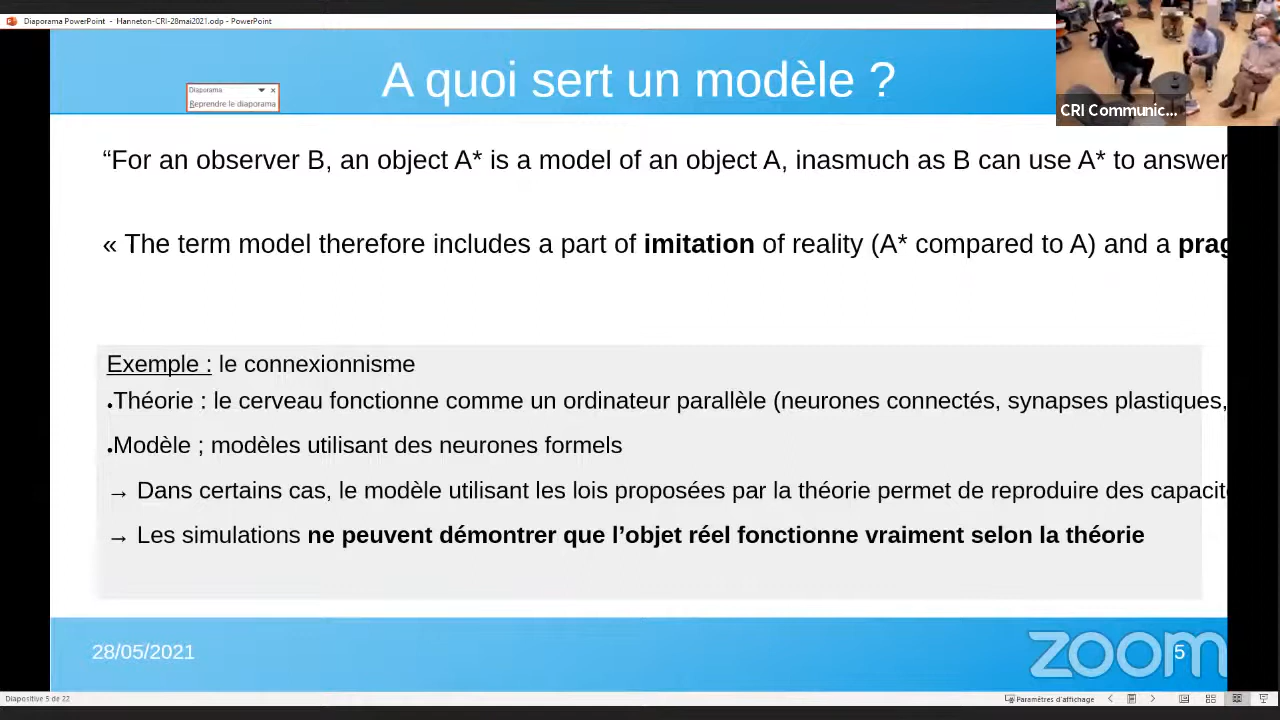 Diaporama PowerPoint - Hanneton-CRI-28mai2021.odp - PowerPoint
A quoi sert un modèle ?
Diaporama
Reprendre le diaporama
CRI Communic...
“For an observer B, an object A* is a model of an object A, inasmuch as B can use A* to answer
« The term model therefore includes a part of imitation of reality (A* compared to A) and a prag
Exemple : le connexionnisme
•Théorie : le cerveau fonctionne comme un ordinateur parallèle (neurones connectés, synapses plastiques,
•Modèle ; modèles utilisant des neurones formels
→ Dans certains cas, le modèle utilisant les lois proposées par la théorie permet de reproduire des capacit
→ Les simulations ne peuvent démontrer que l’objet réel fonctionne vraiment selon la théorie
28/05/2021
zoom
5
Diapositive 5 de 22
Paramètres d'affichage